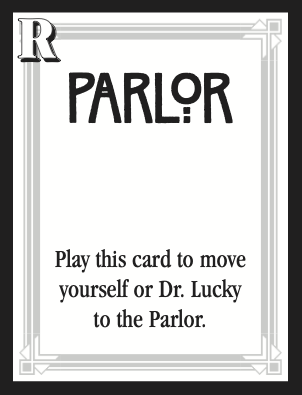 R
PARLOR
Play this card to move
yourself or Dr. Lucky
to the Parlor.